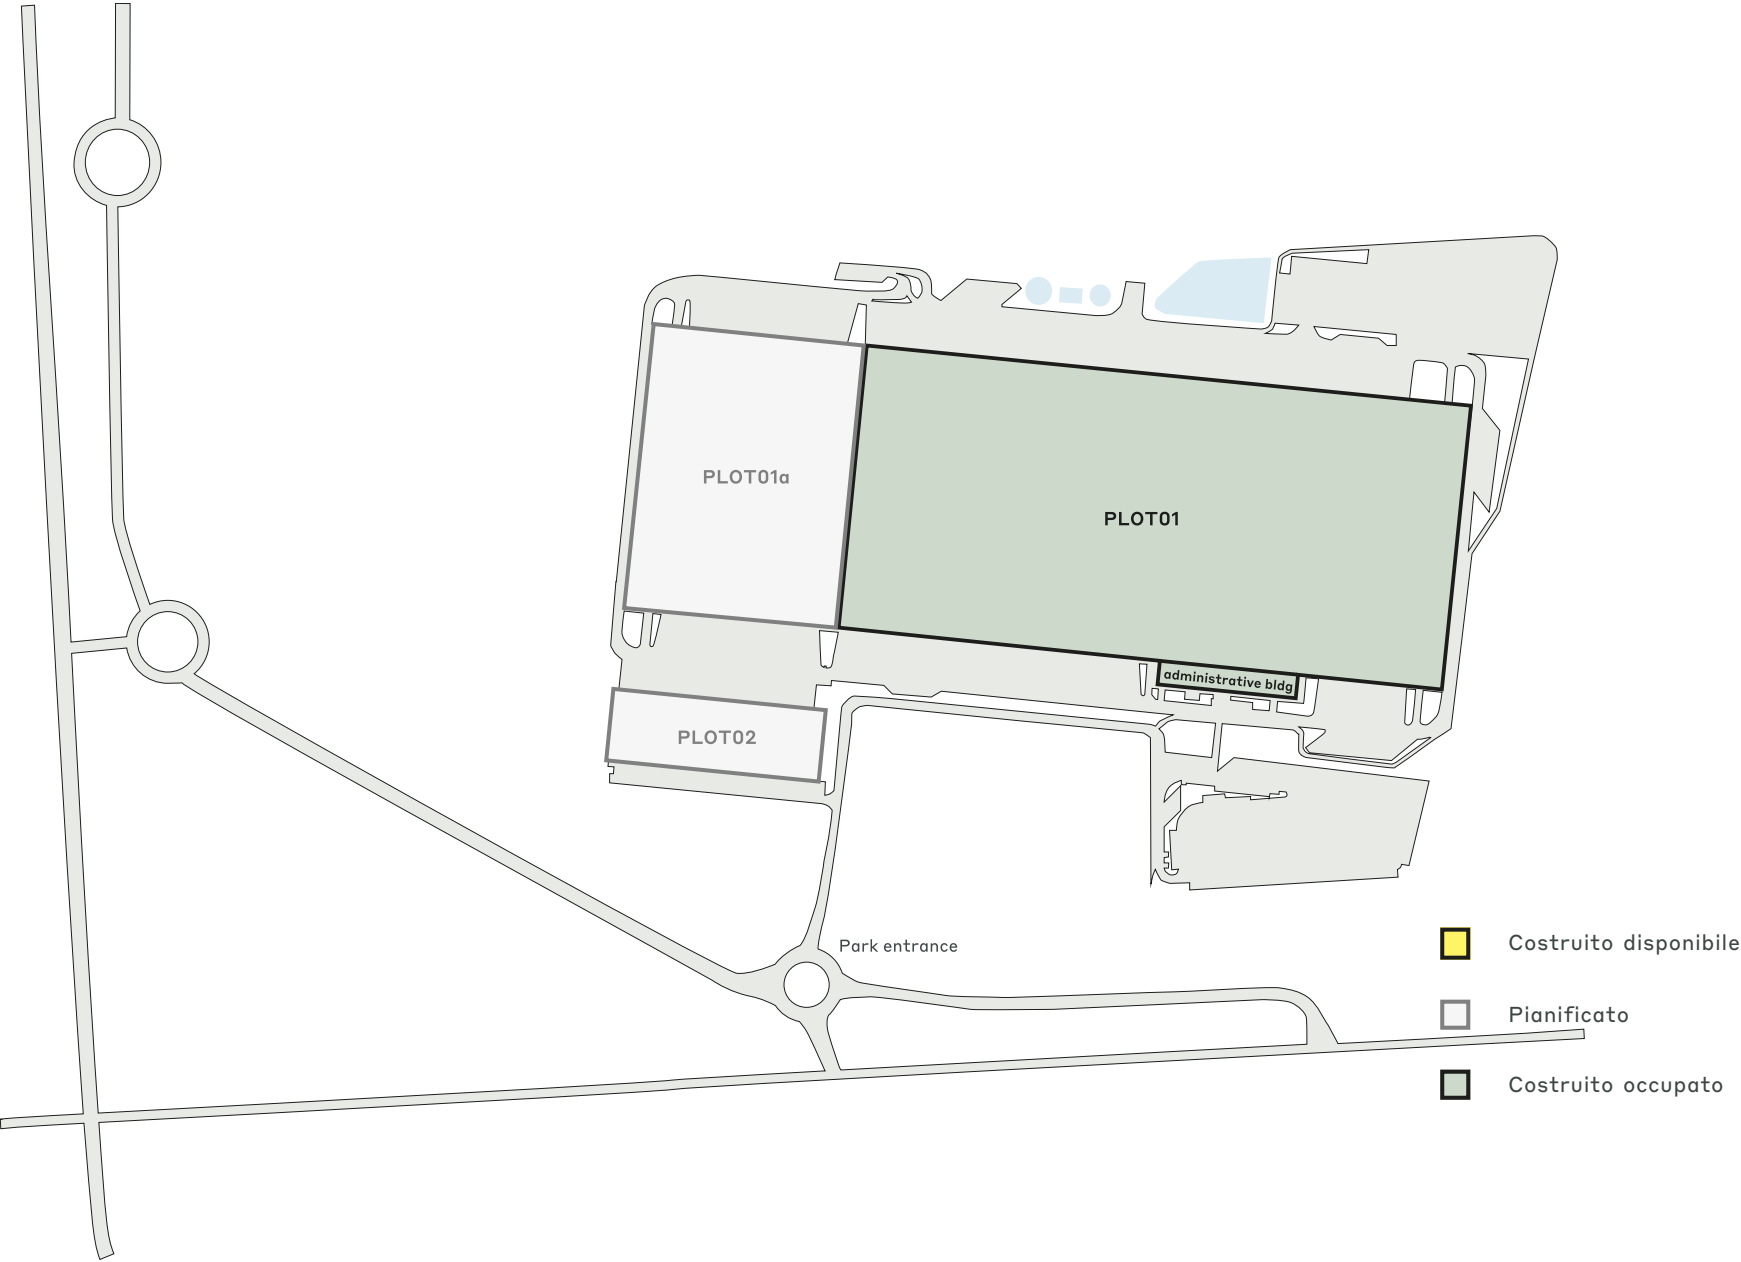 PLOT01a
PLOT01
administrative bldg
PLOT02
Park entrance
Costruito disponibile
Pianificato
Costruito occupato